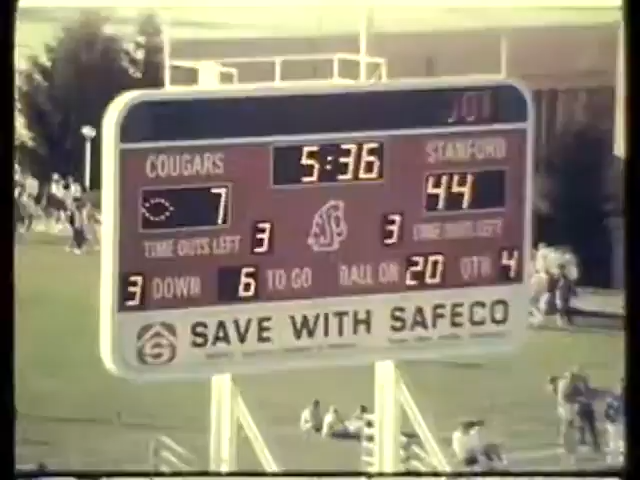 COUGARS 5:36 STANFORD
7 44
TIME OUTS LEFT 3 3 TIME OUTS LEFT
3 DOWN 6 TO GO BALL ON 20 QTR 4
SAVE WITH SAFECO